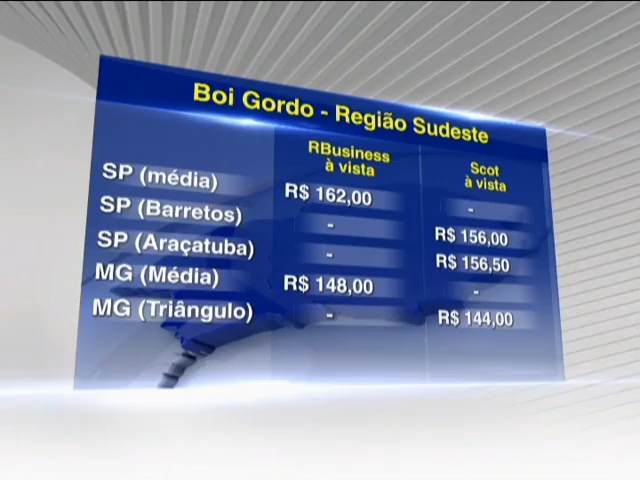 Boi Gordo - Região Sudeste
RBusiness à vista
Scot à vista
SP (média) R$ 162,00 -
SP (Barretos) - R$ 156,00
SP (Araçatuba) - R$ 156,50
MG (Média) R$ 148,00 -
MG (Triângulo) - R$ 144,00